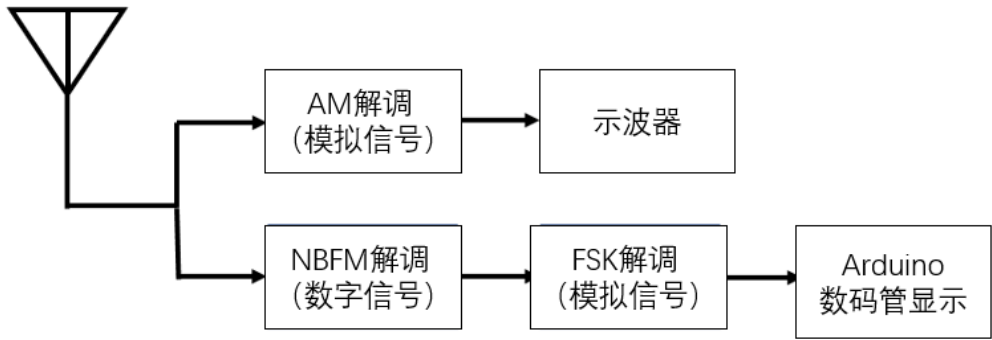 AM解调
（模拟信号）
示波器
NBFM解调
（数字信号）
FSK解调
（模拟信号）
Arduino
数码管显示